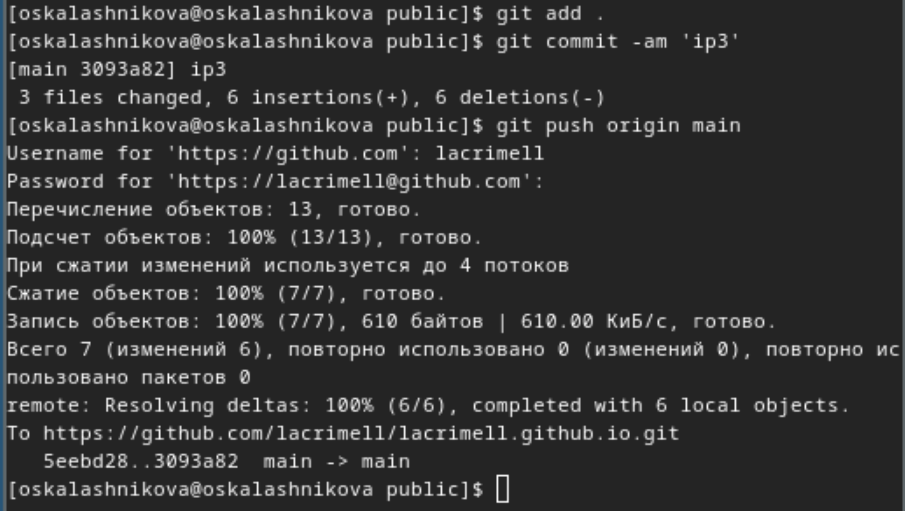 [oskalashnikova@oskalashnikova public]$ git add .
[oskalashnikova@oskalashnikova public]$ git commit -am 'ip3'
[main 3093a82] ip3
 3 files changed, 6 insertions(+), 6 deletions(-)
[oskalashnikova@oskalashnikova public]$ git push origin main
Username for 'https://github.com': lacrimell
Password for 'https://lacrimell@github.com':
Перечисление объектов: 13, готово.
Подсчет объектов: 100% (13/13), готово.
При сжатии изменений используется до 4 потоков
Сжатие объектов: 100% (7/7), готово.
Запись объектов: 100% (7/7), 610 байтов | 610.00 КиБ/с, готово.
Всего 7 (изменений 6), повторно использовано 0 (изменений 0), повторно ис
пользовано пакетов 0
remote: Resolving deltas: 100% (6/6), completed with 6 local objects.
To https://github.com/lacrimell/lacrimell.github.io.git
   5eebd28..3093a82  main -> main
[oskalashnikova@oskalashnikova public]$